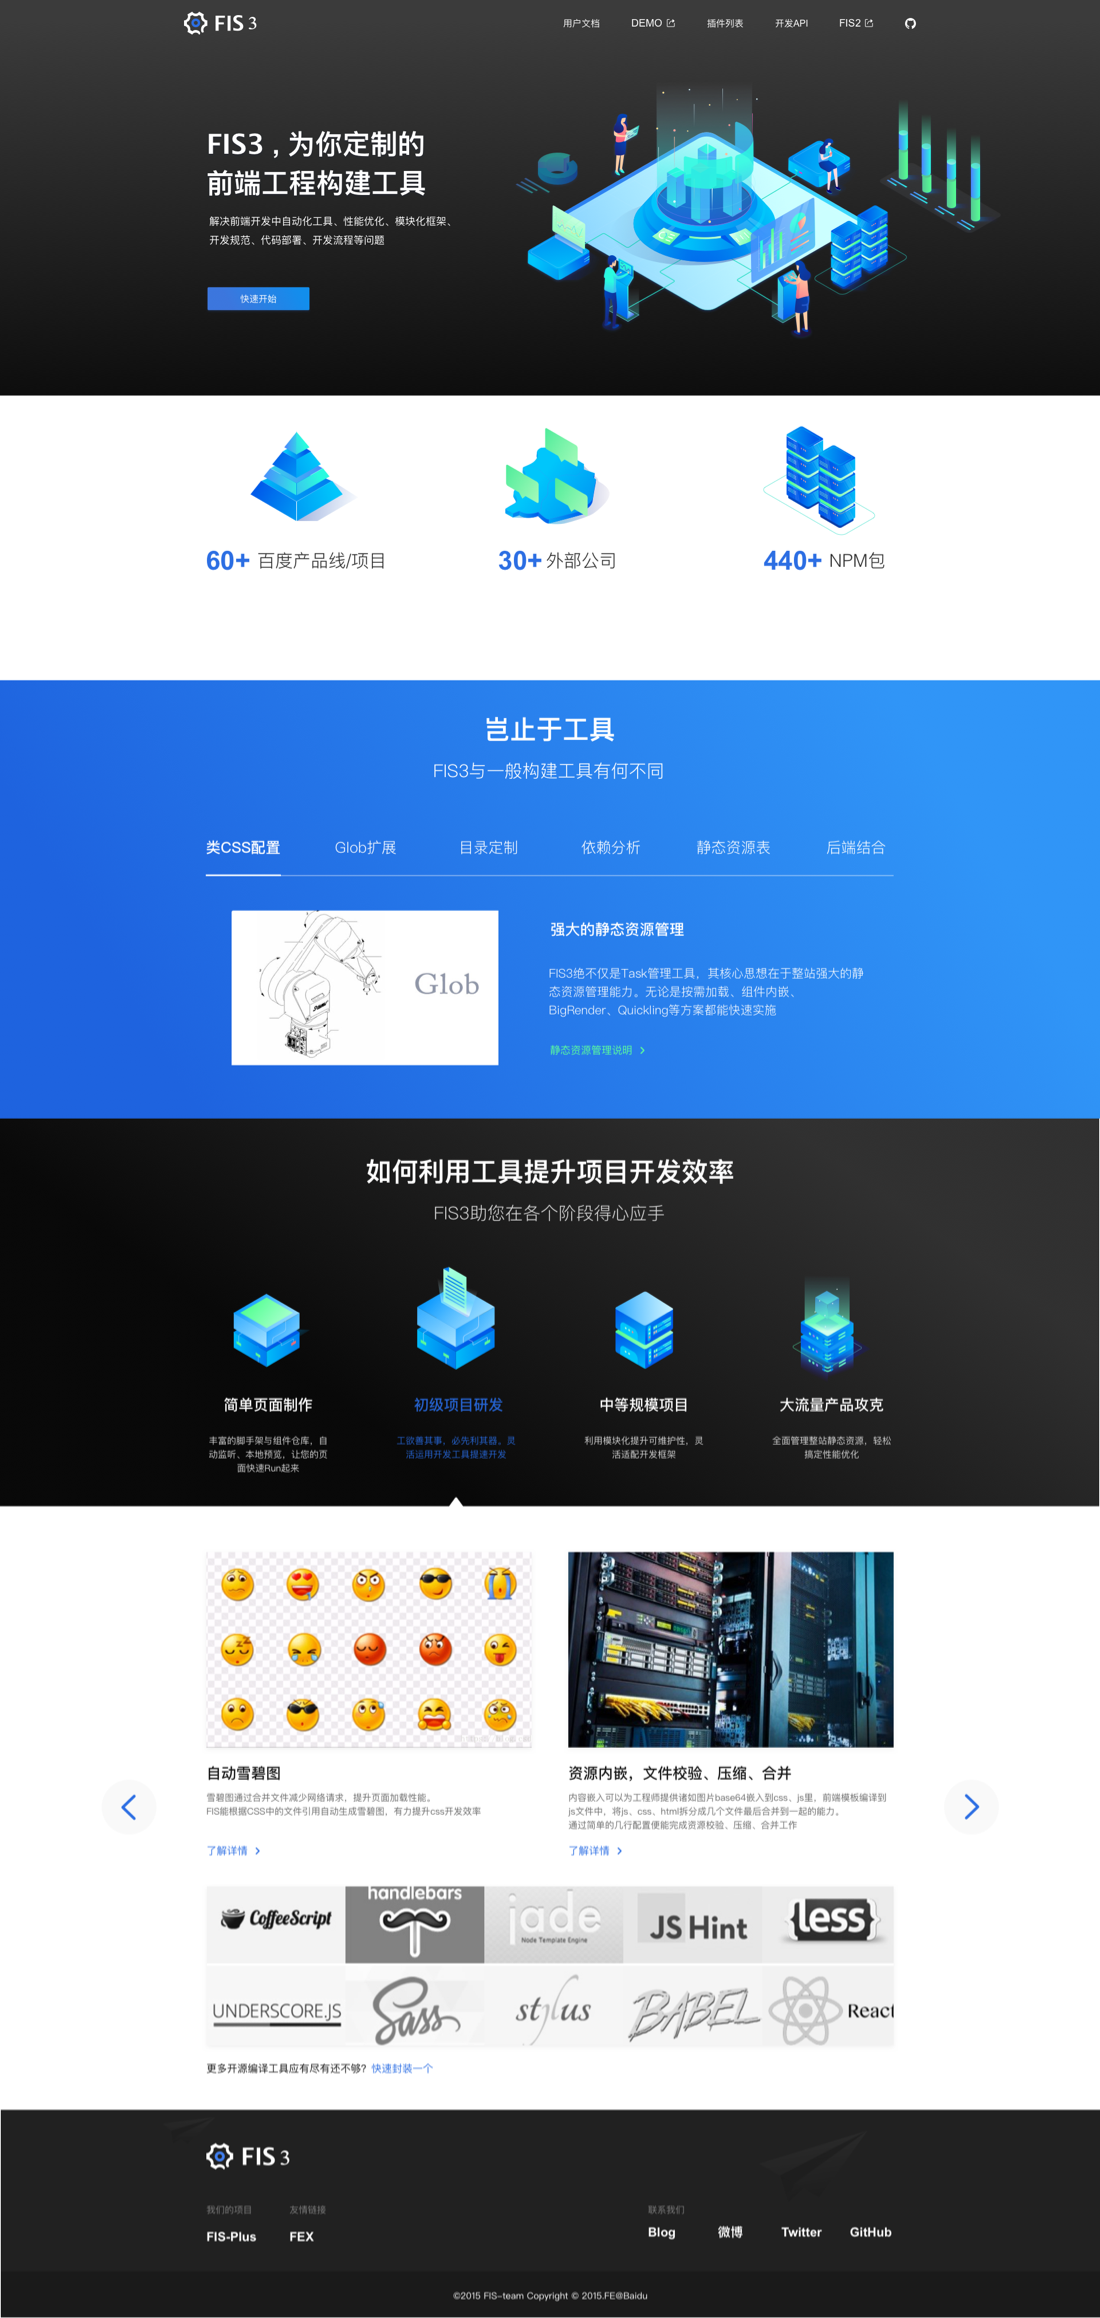 FIS 3
用户文档
DEMO
插件列表
开发API
FIS2
FIS3，为你定制的
前端工程构建工具
解决前端开发中自动化工具、性能优化、模块化框架、
开发规范、代码部署、开发流程等问题
快速开始
60+ 百度产品线/项目
30+ 外部公司
440+ NPM包
岂止于工具
FIS3与一般构建工具有何不同
类CSS配置
Glob扩展
目录定制
依赖分析
静态资源表
后端结合
Glob
强大的静态资源管理
FIS3绝不仅是Task管理工具，其核心思想在于整站强大的静
态资源管理能力。无论是按需加载、组件内嵌、
BigRender、Quickling等方案都能快速实施
静态资源管理说明
如何利用工具提升项目开发效率
FIS3助您在各个阶段得心应手
简单页面制作
丰富的脚手架与组件仓库，自
动监听、本地预览，让您的页
面快速Run起来
初级项目研发
工欲善其事，必先利其器。灵
活运用开发工具提速开发
中等规模项目
利用模块化提升可维护性，灵
活适配开发框架
大流量产品攻克
全面管理整站静态资源，轻松
搞定性能优化
自动雪碧图
雪碧图通过合并文件减少网络请求，提升页面加载性能。
FIS能根据CSS中的文件引用自动生成雪碧图，有力提升css开发效率
了解详情
资源内嵌，文件校验、压缩、合并
内容嵌入可以为工程师提供诸如图片base64嵌入到css、js里，前端模板编译到
js文件中，将js、css、html拆分成几个文件最后合并到一起的能力。
通过简单的几行配置便能完成资源校验、压缩、合并工作
了解详情
CoffeeScript
handlebars
jade
Node Template Engine
JS Hint
{less}
UNDERSCORE.JS
Sass
stylus
BABEL
React
更多开源编译工具应有尽有还不够？快速封装一个
FIS 3
我们的项目
友情链接
联系我们
FIS-Plus
FEX
Blog
微博
Twitter
GitHub
©2015 FIS-team Copyright © 2015.FE@Baidu